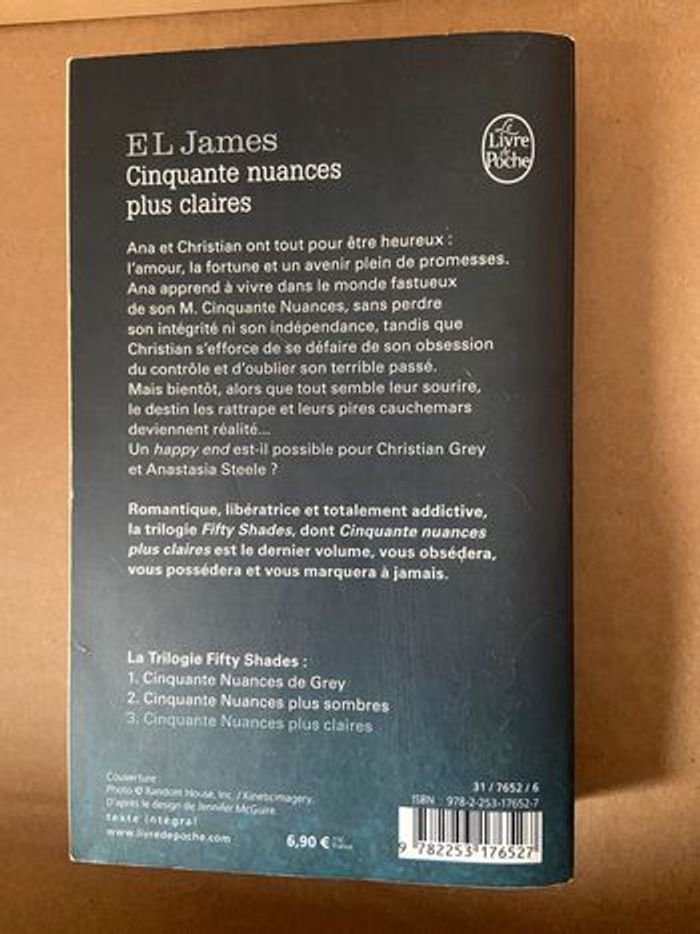 E L James
Cinquante nuances
plus claires
Le
Livre
de
Poche
Ana et Christian ont tout pour être heureux :
l'amour, la fortune et un avenir plein de promesses.
Ana apprend à vivre dans le monde fastueux
de son M. Cinquante Nuances, sans perdre
son intégrité ni son indépendance, tandis que
Christian s'efforce de se défaire de son obsession
du contrôle et d'oublier son terrible passé.
Mais bientôt, alors que tout semble leur sourire,
le destin les rattrape et leurs pires cauchemars
deviennent réalité...
Un happy end est-il possible pour Christian Grey
et Anastasia Steele ?
Romantique, libératrice et totalement addictive,
la trilogie Fifty Shades, dont Cinquante nuances
plus claires est le dernier volume, vous obsédera,
vous possédera et vous marquera à jamais.
La Trilogie Fifty Shades :
1. Cinquante Nuances de Grey
2. Cinquante Nuances plus sombres
3. Cinquante Nuances plus claires
Couverture :
Photo © Random House, Inc. / Kineticimagery.
D'après le design de Jennifer McGuire.
texte intégral
www.livredepoche.com
6,90 €
France
31 / 7652 / 6
ISBN : 978-2-253-17652-7
9 782253 176527